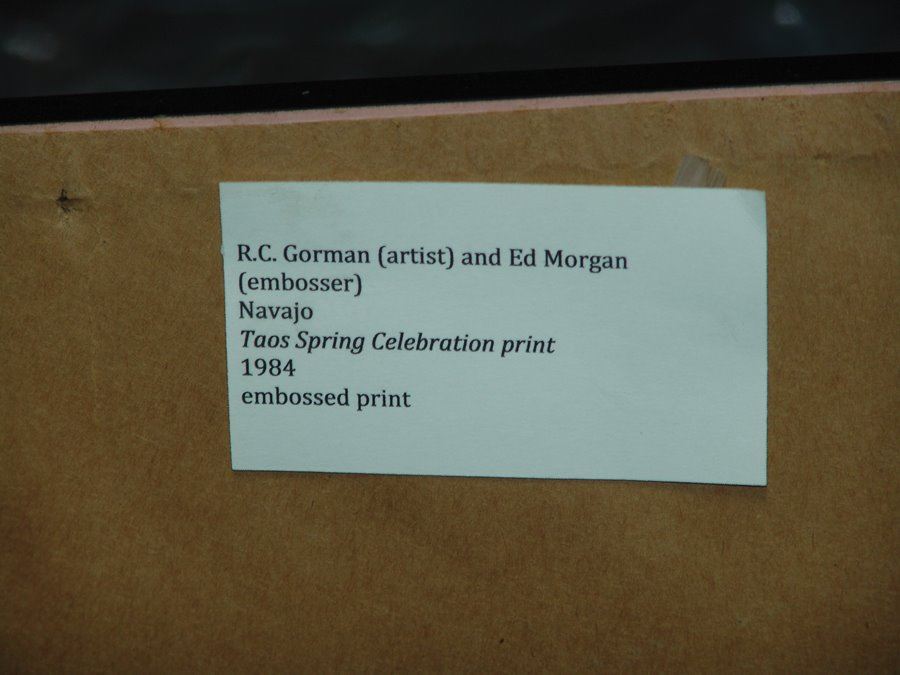 R.C. Gorman (artist) and Ed Morgan
(embosser)
Navajo
Taos Spring Celebration print
1984
embossed print